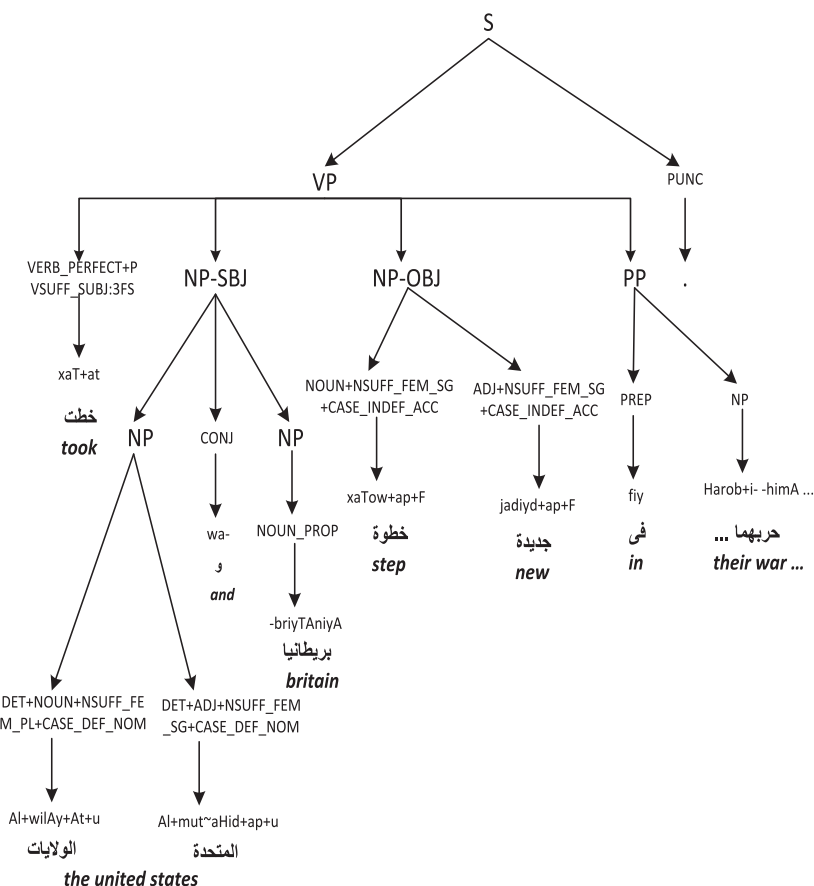 S
VP
PUNC
VERB_PERFECT+P
VSUFF_SUBJ:3FS
NP-SBJ
NP-OBJ
PP
.
xaT+at
خطت
took
NP
CONJ
NP
NOUN+NSUFF_FEM_SG
+CASE_INDEF_ACC
ADJ+NSUFF_FEM_SG
+CASE_INDEF_ACC
PREP
NP
wa-
و
and
NOUN_PROP
xaTow+ap+F
خطوة
step
jadiyd+ap+F
جديدة
new
fiy
فى
in
Harob+i- -himA ...
حربهما ...
their war ...
-briyTAniyA
بريطانيا
britain
DET+NOUN+NSUFF_FE
M_PL+CASE_DEF_NOM
DET+ADJ+NSUFF_FEM
_SG+CASE_DEF_NOM
Al+wilAy+At+u
Al+mut~aHid+ap+u
الولايات
المتحدة
the united states